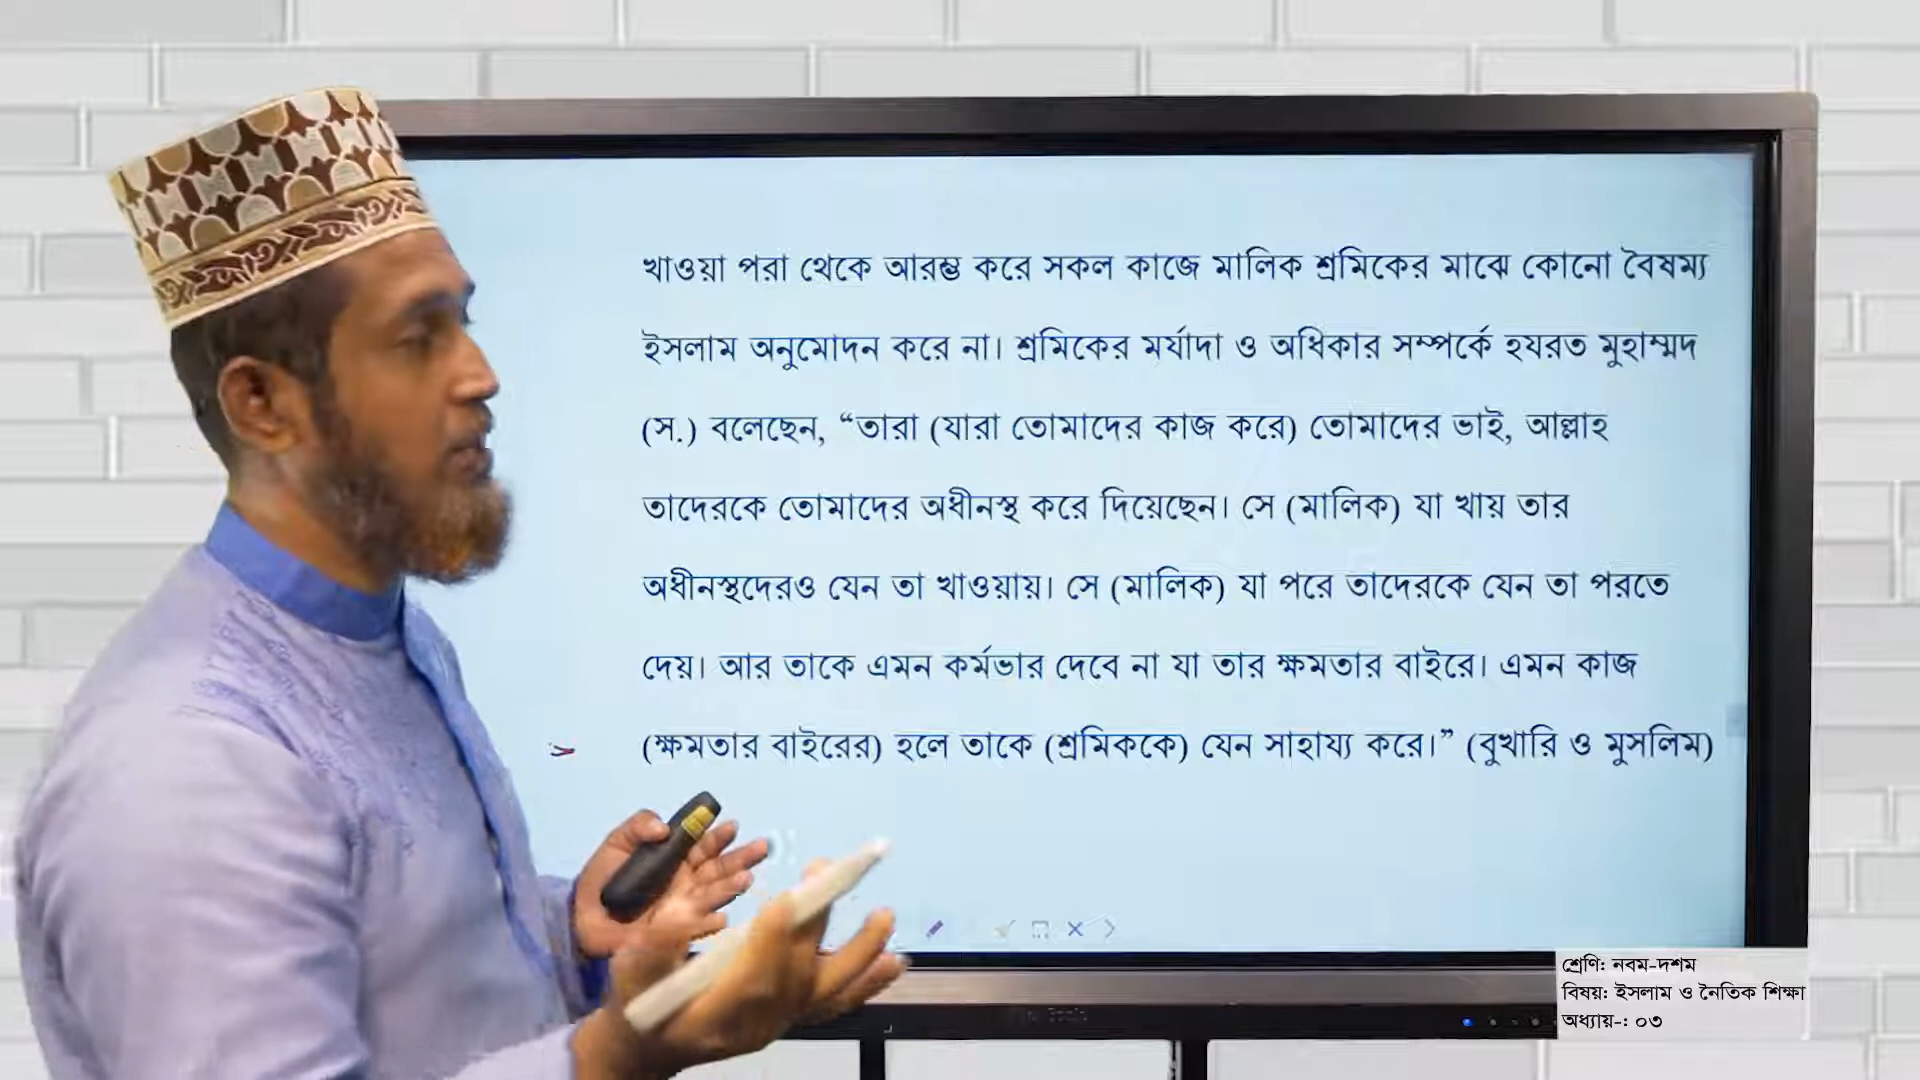 খাওয়া পরা থেকে আরম্ভ করে সকল কাজে মালিক শ্রমিকের মাঝে কোনো বৈষম্য
ইসলাম অনুমোদন করে না। শ্রমিকের মর্যাদা ও অধিকার সম্পর্কে হযরত মুহাম্মদ
(স.) বলেছেন, “তারা (যারা তোমাদের কাজ করে) তোমাদের ভাই, আল্লাহ
তাদেরকে তোমাদের অধীনস্থ করে দিয়েছেন। সে (মালিক) যা খায় তার
অধীনস্থদেরও যেন তা খাওয়ায়। সে (মালিক) যা পরে তাদেরকে যেন তা পরতে
দেয়। আর তাকে এমন কর্মভার দেবে না যা তার ক্ষমতার বাইরে। এমন কাজ
(ক্ষমতার বাইরের) হলে তাকে (শ্রমিককে) যেন সাহায্য করে।” (বুখারি ও মুসলিম)
শ্রেণি: নবম-দশম
বিষয়: ইসলাম ও নৈতিক শিক্ষা
অধ্যায়-: ০৩